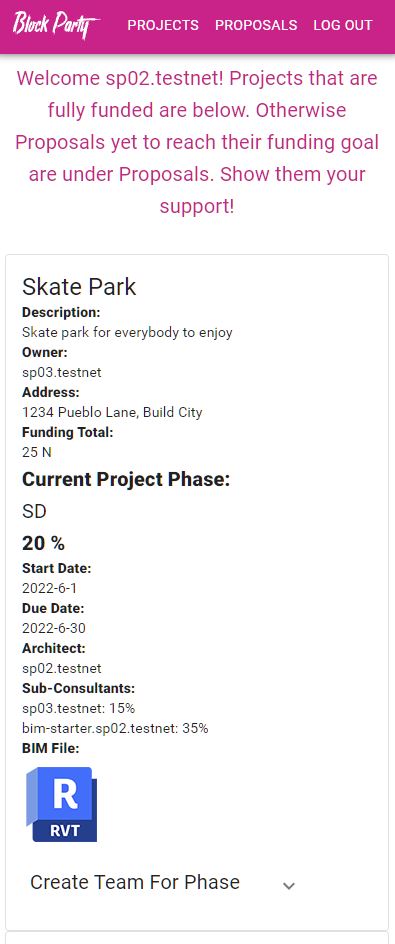 Block Party PROJECTS PROPOSALS LOG OUT
Welcome sp02.testnet! Projects that are
fully funded are below. Otherwise
Proposals yet to reach their funding goal
are under Proposals. Show them your
support!
Skate Park
Description:
Skate park for everybody to enjoy
Owner:
sp03.testnet
Address:
1234 Pueblo Lane, Build City
Funding Total:
25 N
Current Project Phase:
SD
20 %
Start Date:
2022-6-1
Due Date:
2022-6-30
Architect:
sp02.testnet
Sub-Consultants:
sp03.testnet: 15%
bim-starter.sp02.testnet: 35%
BIM File:
R
RVT
Create Team For Phase